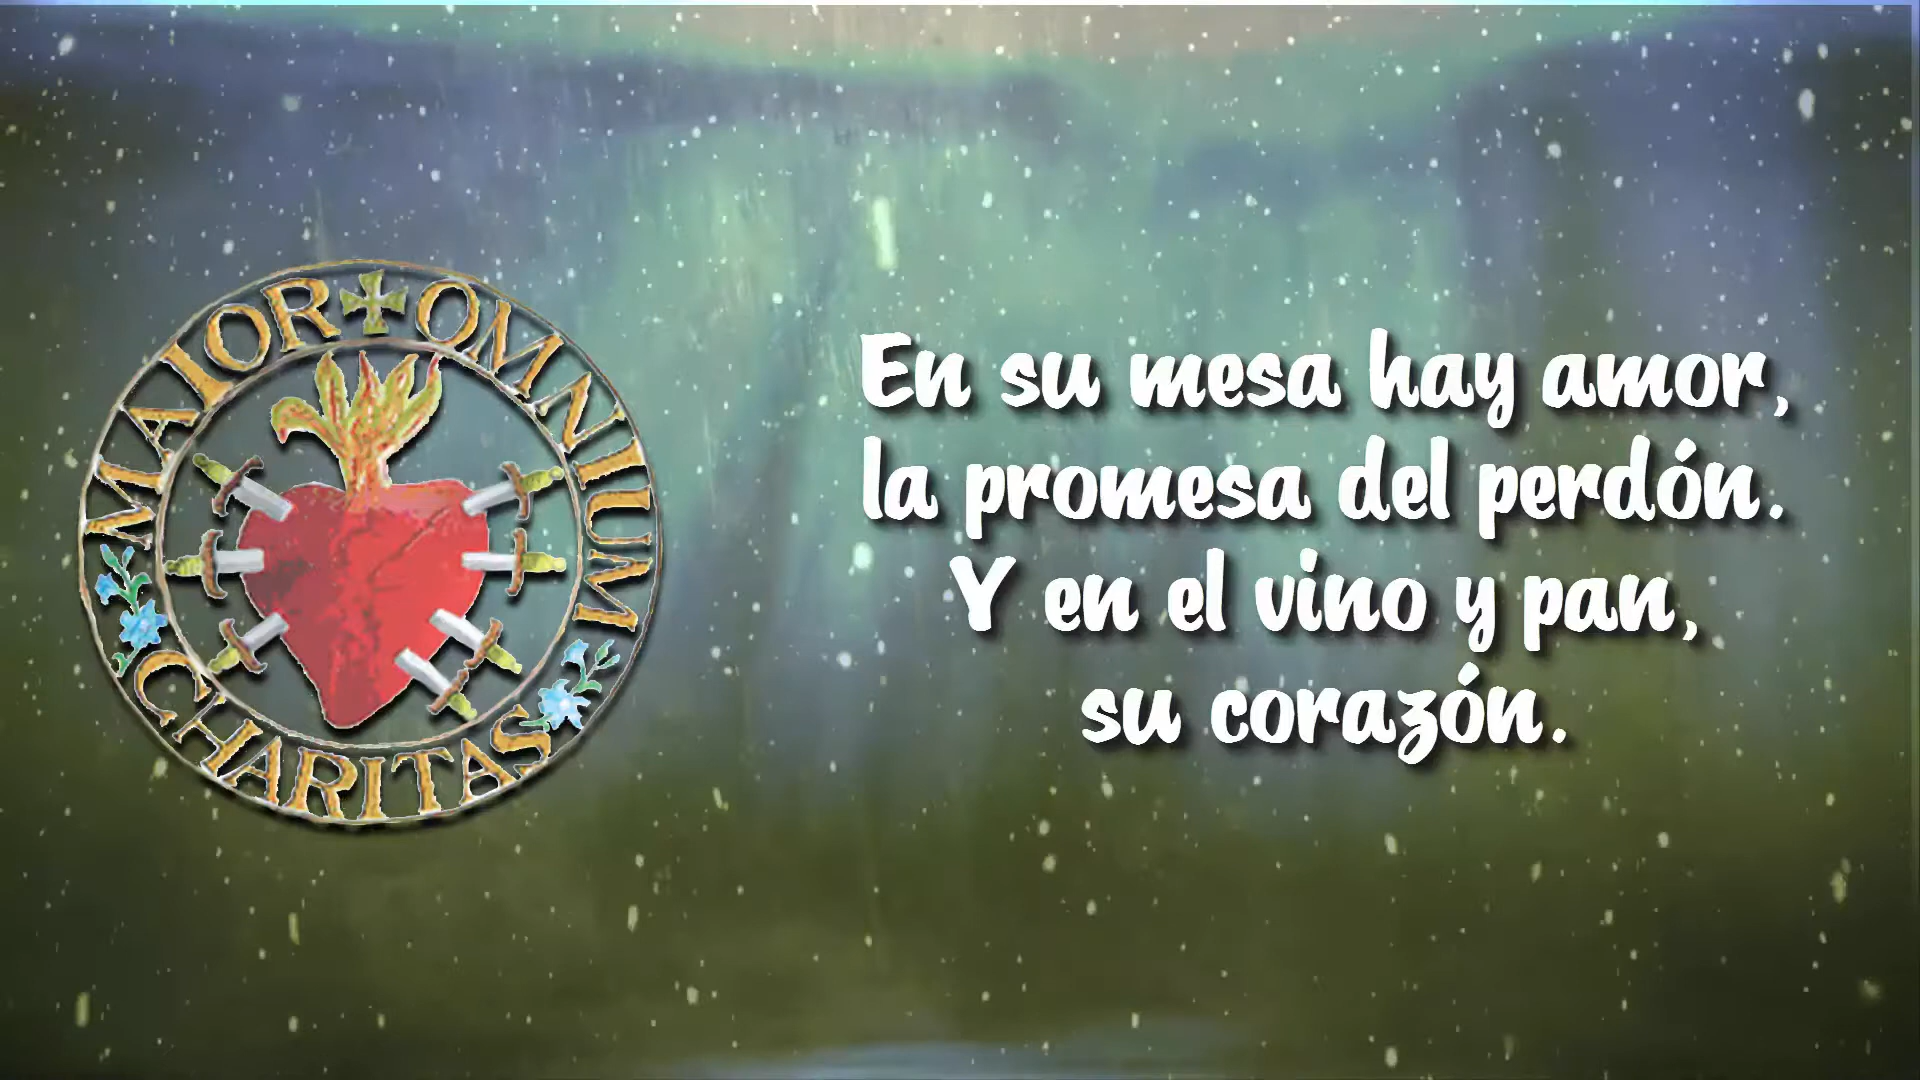 MAIOR ✠ OMNIUM
CHARITAS
En su mesa hay amor,
la promesa del perdón.
Y en el vino y pan,
su corazón.